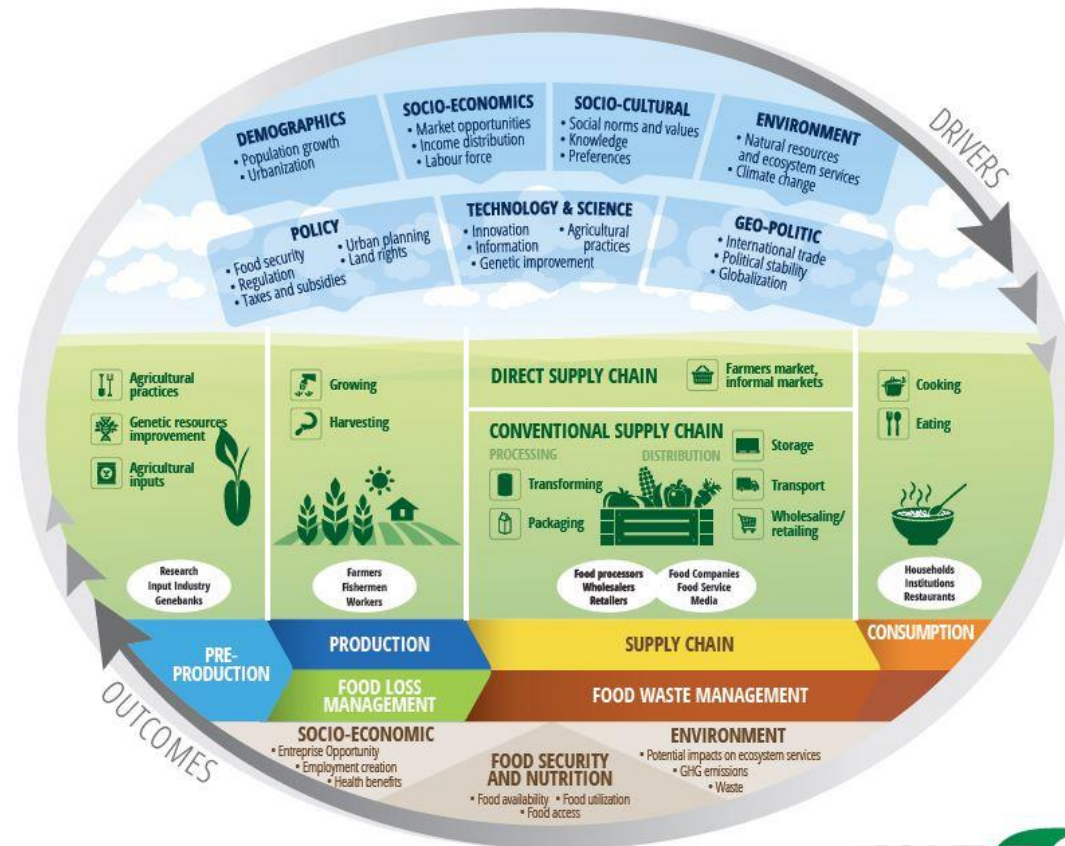 DRIVERS
DEMOGRAPHICS
• Population growth
• Urbanization
SOCIO-ECONOMICS
• Market opportunities
• Income distribution
• Labour force
SOCIO-CULTURAL
• Social norms and values
• Knowledge
• Preferences
ENVIRONMENT
• Natural resources
and ecosystem services
• Climate change
POLICY
• Food security
• Regulation
• Taxes and subsidies
• Urban planning
• Land rights
TECHNOLOGY & SCIENCE
• Innovation
• Information
• Genetic improvement
• Agricultural
practices
GEO-POLITIC
• International trade
• Political stability
• Globalization
Agricultural
practices
Genetic resources
improvement
Agricultural
inputs
Research
Input Industry
Genebanks
Growing
Harvesting
Farmers
Fishermen
Workers
DIRECT SUPPLY CHAIN
Farmers market,
informal markets
CONVENTIONAL SUPPLY CHAIN
PROCESSING
DISTRIBUTION
Transforming
Packaging
Storage
Transport
Wholesaling/
retailing
Food processors
Wholesalers
Retailers
Food Companies
Food Service
Media
Cooking
Eating
Households
Institutions
Restaurants
PRE-
PRODUCTION
PRODUCTION
SUPPLY CHAIN
CONSUMPTION
FOOD LOSS
MANAGEMENT
FOOD WASTE MANAGEMENT
OUTCOMES
SOCIO-ECONOMIC
• Entreprise Opportunity
• Employment creation
• Health benefits
FOOD SECURITY
AND NUTRITION
• Food availability • Food utilization
• Food access
ENVIRONMENT
• Potential impacts on ecosystem services
• GHG emissions
• Waste